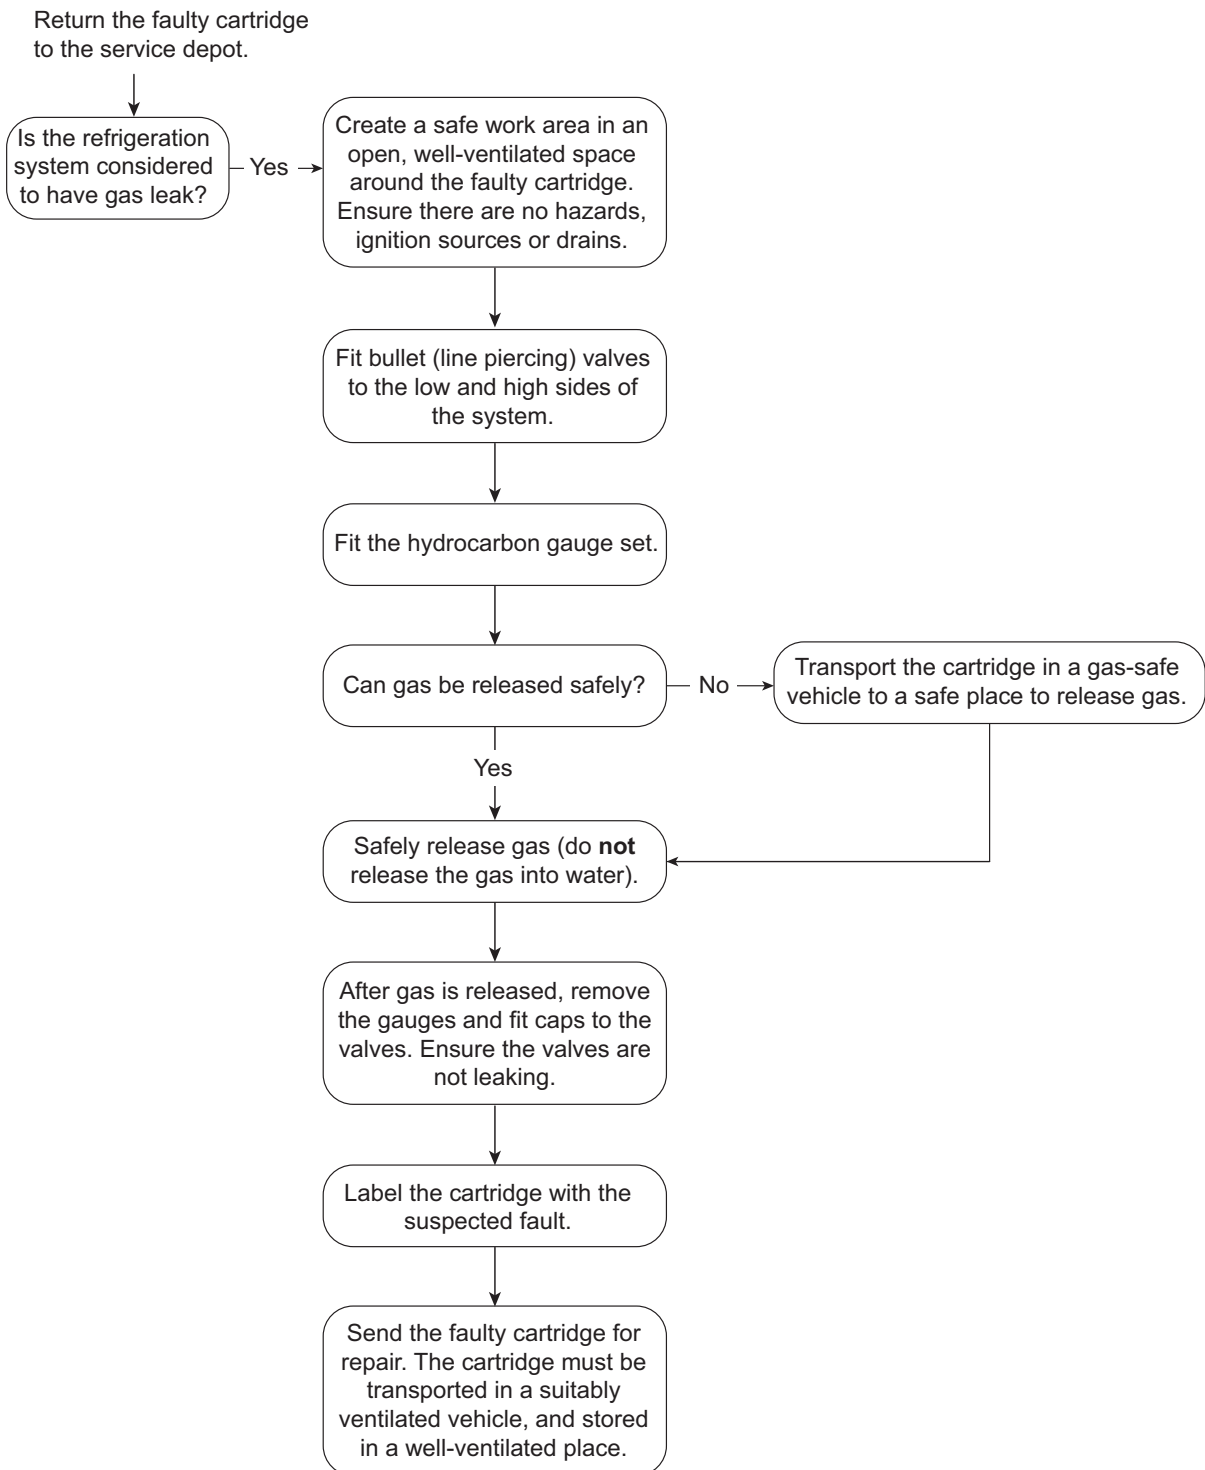 Return the faulty cartridge
to the service depot.
Is the refrigeration
system considered
to have gas leak?
Yes
Create a safe work area in an
open, well-ventilated space
around the faulty cartridge.
Ensure there are no hazards,
ignition sources or drains.
Fit bullet (line piercing) valves
to the low and high sides of
the system.
Fit the hydrocarbon gauge set.
Can gas be released safely?
No
Transport the cartridge in a gas-safe
vehicle to a safe place to release gas.
Yes
Safely release gas (do not
release the gas into water).
After gas is released, remove
the gauges and fit caps to the
valves. Ensure the valves are
not leaking.
Label the cartridge with the
suspected fault.
Send the faulty cartridge for
repair. The cartridge must be
transported in a suitably
ventilated vehicle, and stored
in a well-ventilated place.